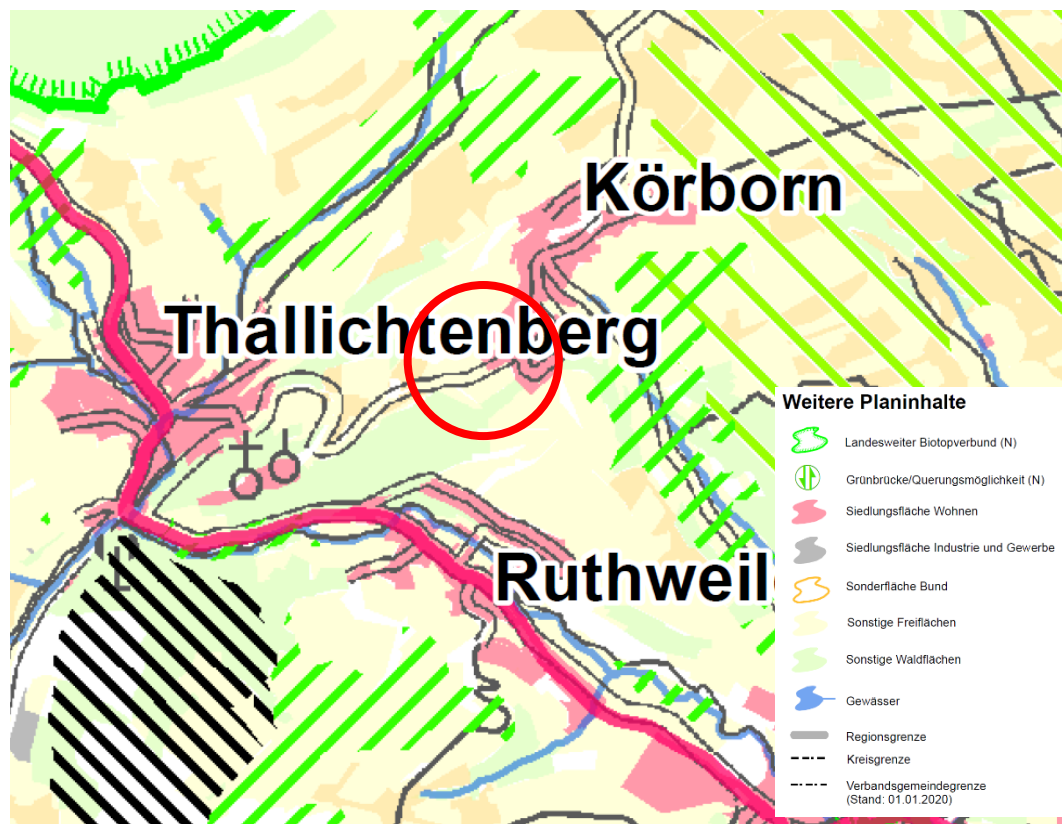 Körborn
Thallichtenberg
Ruthweil
Weitere Planinhalte
Landesweiter Biotopverbund (N)
Grünbrücke/Querungsmöglichkeit (N)
Siedlungsfläche Wohnen
Siedlungsfläche Industrie und Gewerbe
Sonderfläche Bund
Sonstige Freiflächen
Sonstige Waldflächen
Gewässer
Regionsgrenze
Kreisgrenze
Verbandsgemeindegrenze
(Stand: 01.01.2020)